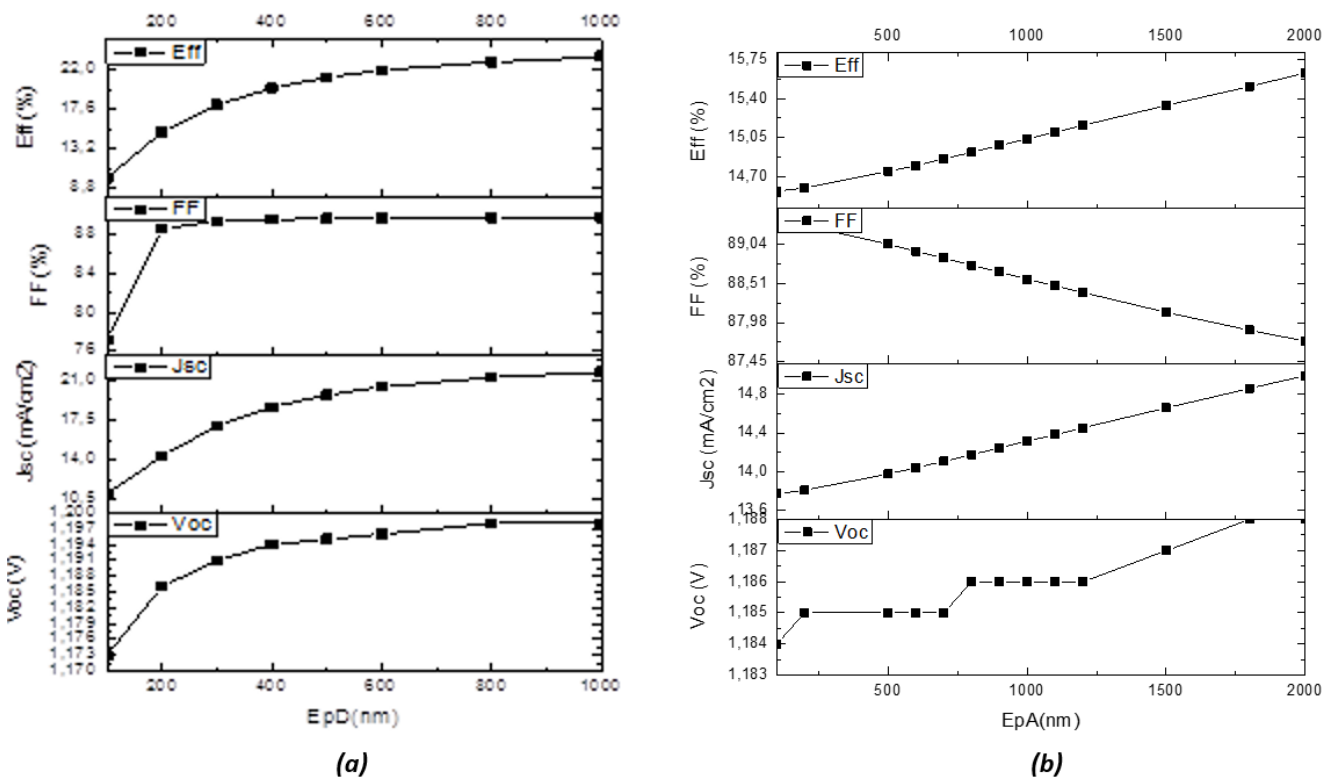 200 400 600 800 1000
Eff
22,0
17,6
13,2
8,8
Eff (%)
FF
88
84
80
76
FF (%)
Jsc
21,0
17,5
14,0
10,5
Jsc (mA/cm2)
Voc
1,200
1,197
1,194
1,191
1,188
1,185
1,182
1,179
1,176
1,173
1,170
Voc (V)
200 400 600 800 1000
EpD(nm)
(a)
500 1000 1500 2000
Eff
15,75
15,40
15,05
14,70
Eff (%)
FF
89,04
88,51
87,98
87,45
FF (%)
Jsc
14,8
14,4
14,0
13,6
Jsc (mA/cm2)
Voc
1,188
1,187
1,186
1,185
1,184
1,183
Voc (V)
500 1000 1500 2000
EpA(nm)
(b)